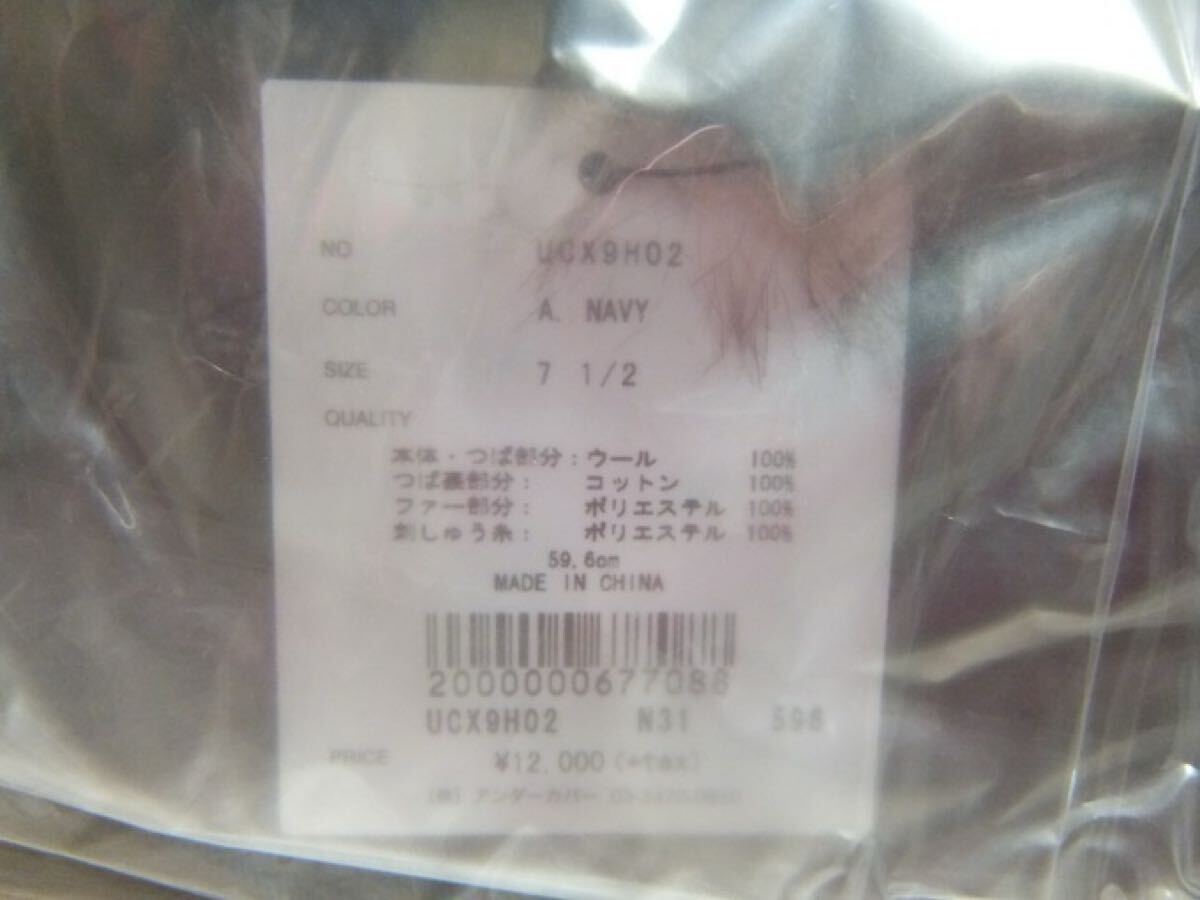 NO UCX9H02
COLOR A. NAVY
SIZE 7 1/2
QUALITY
本体・つば部分：ウール 100%
つば裏部分： コットン 100%
ファー部分： ポリエステル 100%
刺しゅう糸： ポリエステル 100%
59.6cm
MADE IN CHINA
2000000677088
UCX9H02 N31 596
PRICE ¥12,000 (+tax)
(株) アンダーカバー